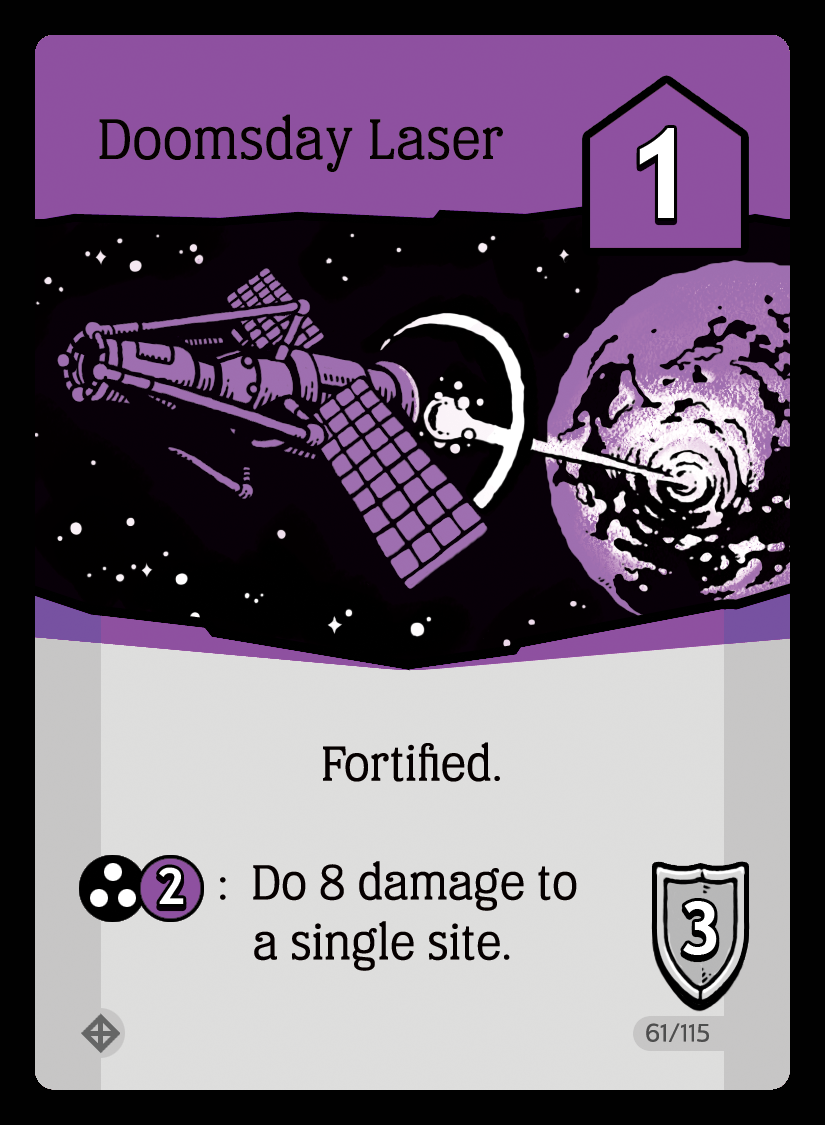 Doomsday Laser
1
Fortified.
2 : Do 8 damage to
a single site.
3
61/115